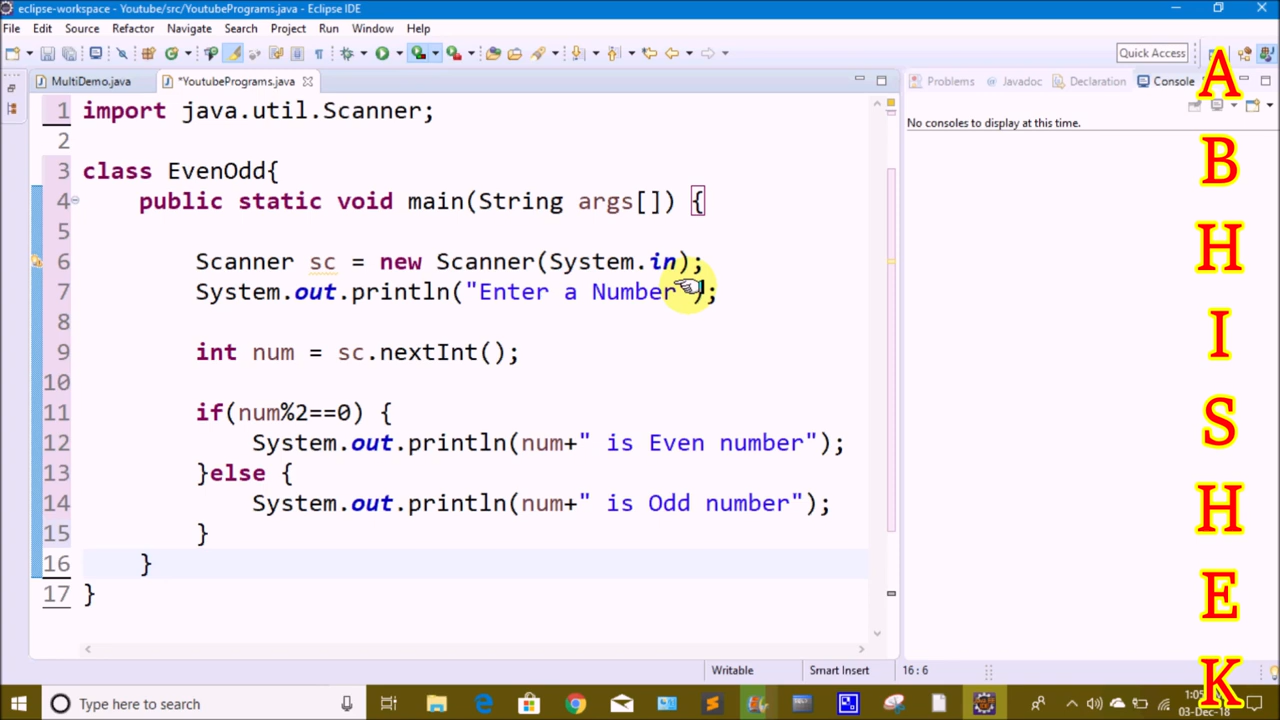 eclipse-workspace - Youtube/src/YoutubePrograms.java - Eclipse IDE
File Edit Source Refactor Navigate Search Project Run Window Help
Quick Access
MultiDemo.java
*YoutubePrograms.java
Problems
Javadoc
Declaration
Console
No consoles to display at this time.
1 import java.util.Scanner;
2
3 class EvenOdd{
4 public static void main(String args[]) {
5
6 Scanner sc = new Scanner(System.in);
7 System.out.println("Enter a Number");
8
9 int num = sc.nextInt();
10
11 if(num%2==0) {
12 System.out.println(num+" is Even number");
13 }else {
14 System.out.println(num+" is Odd number");
15 }
16 }
17 }
A
B
H
I
S
H
E
K
Writable
Smart Insert
16:6
Type here to search
03-Dec-18